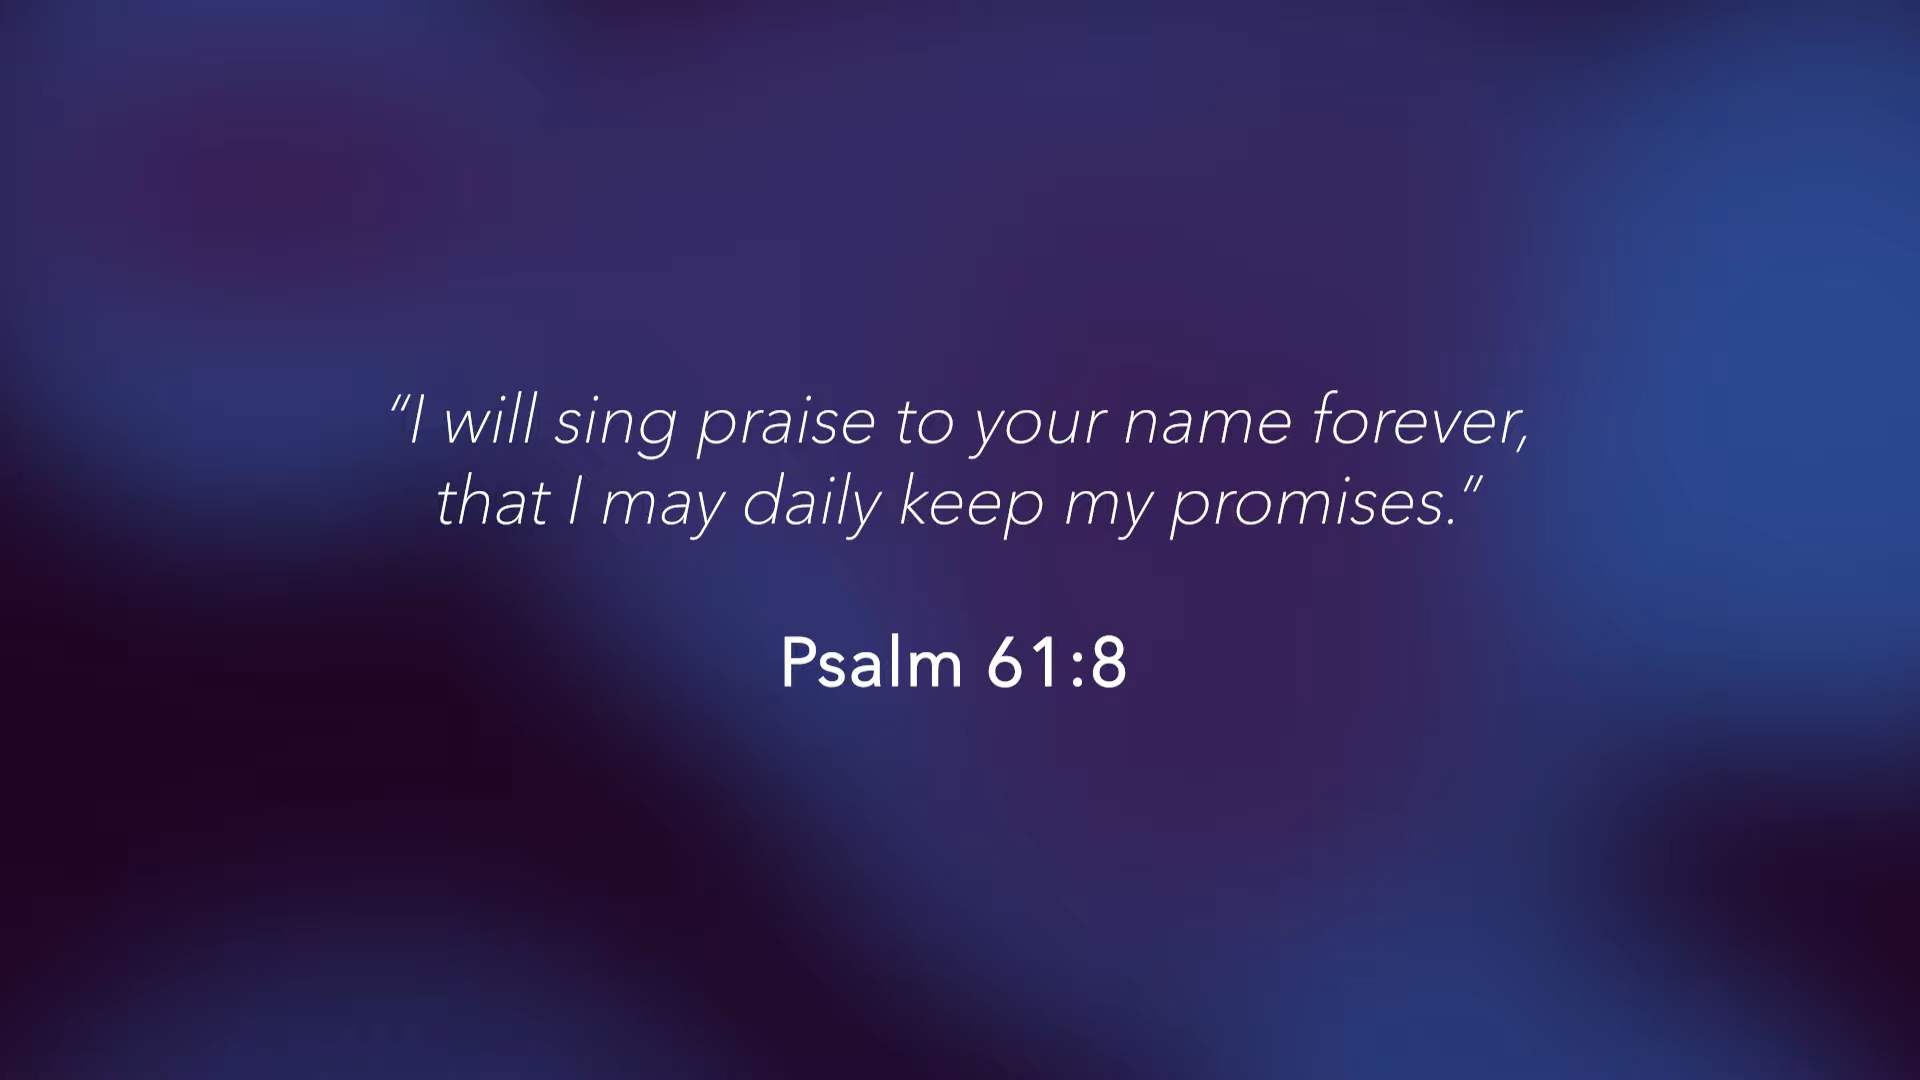 “I will sing praise to your name forever,
that I may daily keep my promises.”
Psalm 61:8